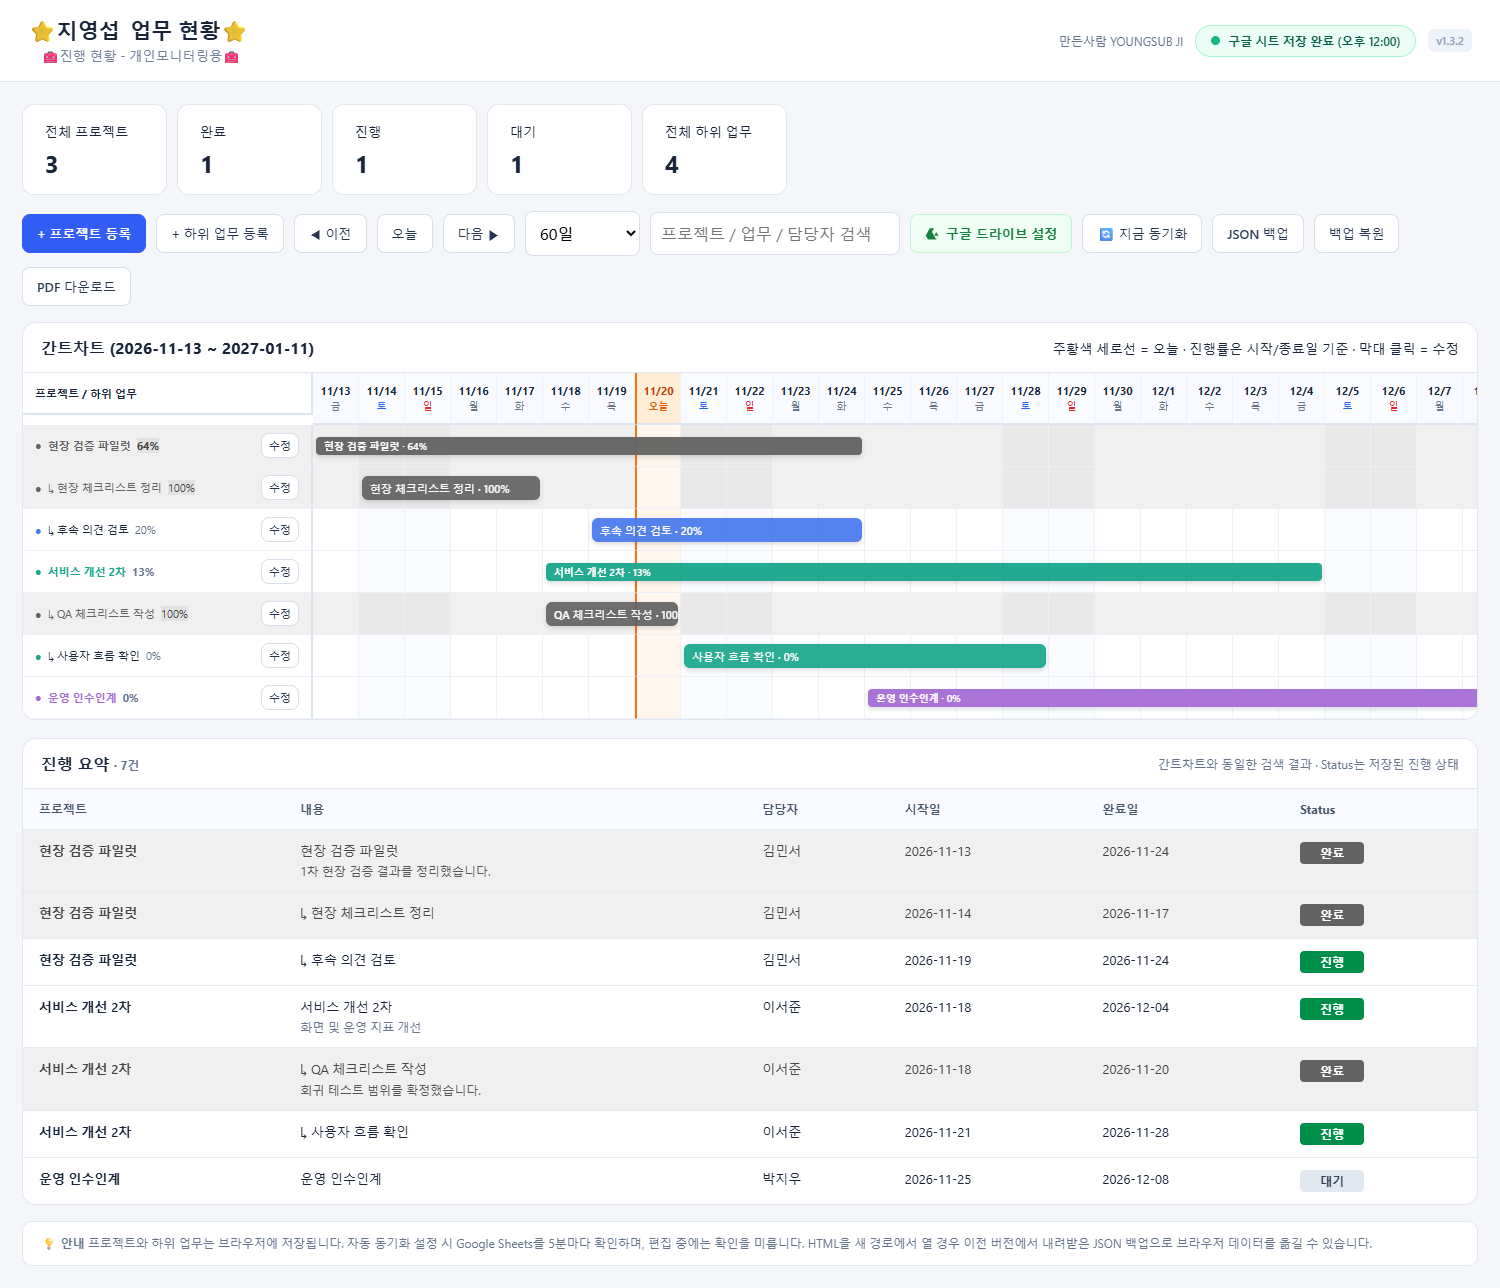 ⭐지영섭 업무 현황⭐
🧰진행 현황 - 개인모니터링용🧰
만든사람 YOUNGSUB JI
구글 시트 저장 완료 (오후 12:00)
v1.3.2
전체 프로젝트
3
완료
1
진행
1
대기
1
전체 하위 업무
4
+ 프로젝트 등록
+ 하위 업무 등록
◀ 이전
오늘
다음 ▶
60일
프로젝트 / 업무 / 담당자 검색
구글 드라이브 설정
🔄 지금 동기화
JSON 백업
백업 복원
PDF 다운로드
간트차트 (2026-11-13 ~ 2027-01-11)
주황색 세로선 = 오늘 · 진행률은 시작/종료일 기준 · 막대 클릭 = 수정
프로젝트 / 하위 업무
11/13 11/14 11/15 11/16 11/17 11/18 11/19 11/20 11/21 11/22 11/23 11/24 11/25 11/26 11/27 11/28 11/29 11/30 12/1 12/2 12/3 12/4 12/5 12/6 12/7
금 토 일 월 화 수 목 오늘 토 일 월 화 수 목 금 토 일 월 화 수 목 금 토 일 월
● 현장 검증 파일럿 64% 수정 현장 검증 파일럿 · 64%
● ↳ 현장 체크리스트 정리 100% 수정 현장 체크리스트 정리 · 100%
● ↳ 후속 의견 검토 20% 수정 후속 의견 검토 · 20%
● 서비스 개선 2차 13% 수정 서비스 개선 2차 · 13%
● ↳ QA 체크리스트 작성 100% 수정 QA 체크리스트 작성 · 100
● ↳ 사용자 흐름 확인 0% 수정 사용자 흐름 확인 · 0%
● 운영 인수인계 0% 수정 운영 인수인계 · 0%
진행 요약 · 7건
간트차트와 동일한 검색 결과 · Status는 저장된 진행 상태
프로젝트 내용 담당자 시작일 완료일 Status
현장 검증 파일럿 현장 검증 파일럿 김민서 2026-11-13 2026-11-24 완료
1차 현장 검증 결과를 정리했습니다.
현장 검증 파일럿 ↳ 현장 체크리스트 정리 김민서 2026-11-14 2026-11-17 완료
현장 검증 파일럿 ↳ 후속 의견 검토 김민서 2026-11-19 2026-11-24 진행
서비스 개선 2차 서비스 개선 2차 이서준 2026-11-18 2026-12-04 진행
화면 및 운영 지표 개선
서비스 개선 2차 ↳ QA 체크리스트 작성 이서준 2026-11-18 2026-11-20 완료
회귀 테스트 범위를 확정했습니다.
서비스 개선 2차 ↳ 사용자 흐름 확인 이서준 2026-11-21 2026-11-28 진행
운영 인수인계 운영 인수인계 박지우 2026-11-25 2026-12-08 대기
💡 안내 프로젝트와 하위 업무는 브라우저에 저장됩니다. 자동 동기화 설정 시 Google Sheets를 5분마다 확인하며, 편집 중에는 확인을 미룹니다. HTML을 새 경로에서 열 경우 이전 버전에서 내려받은 JSON 백업으로 브라우저 데이터를 옮길 수 있습니다.